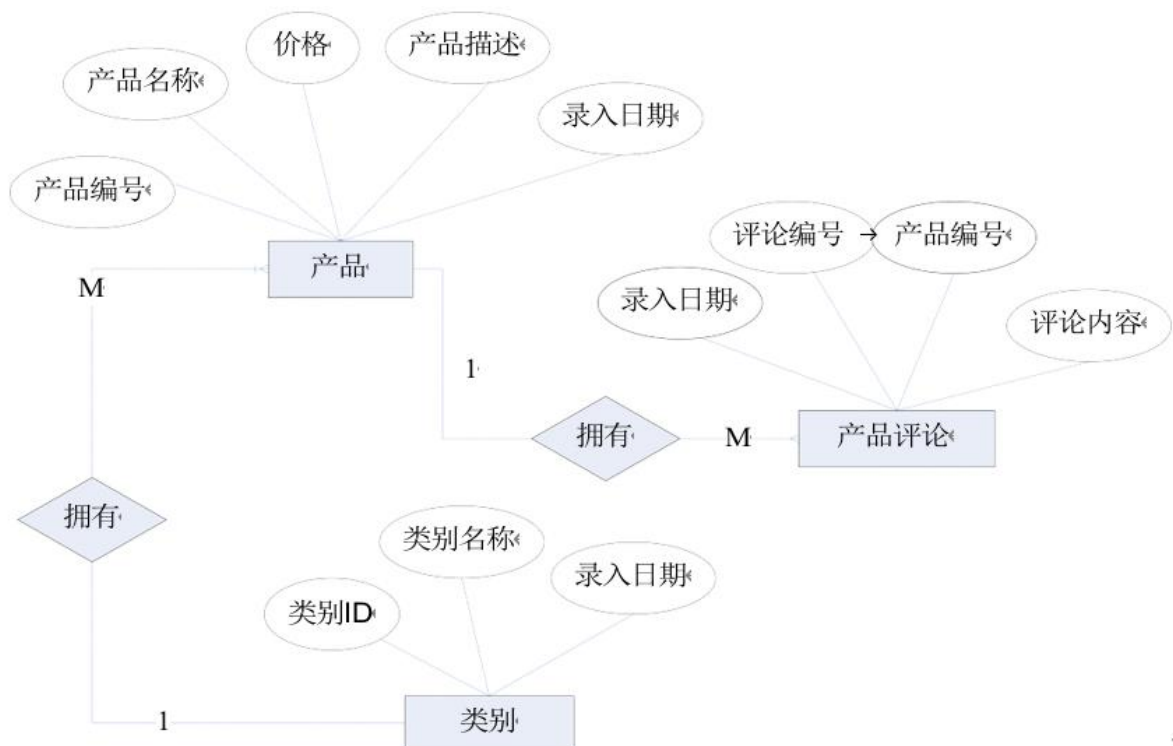 价格
产品描述
产品名称
录入日期
产品编号
评论编号 → 产品编号
产品
M
录入日期
评论内容
1
拥有
M
产品评论
拥有
类别名称
录入日期
类别ID
1
类别